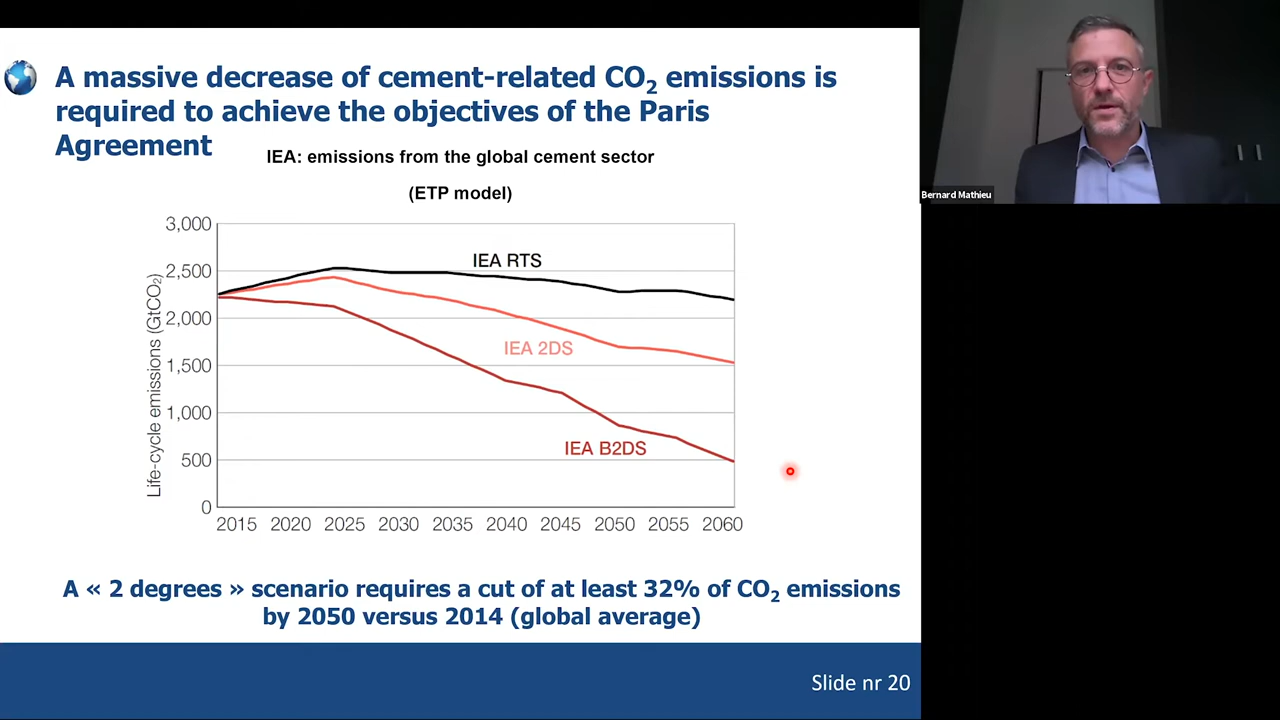 A massive decrease of cement-related CO₂ emissions is
required to achieve the objectives of the Paris
Agreement
IEA: emissions from the global cement sector
(ETP model)
Life-cycle emissions (GtCO₂)
3,000
2,500
2,000
1,500
1,000
500
0
IEA RTS
IEA 2DS
IEA B2DS
2015 2020 2025 2030 2035 2040 2045 2050 2055 2060
A « 2 degrees » scenario requires a cut of at least 32% of CO₂ emissions
by 2050 versus 2014 (global average)
Slide nr 20
Bernard Mathieu